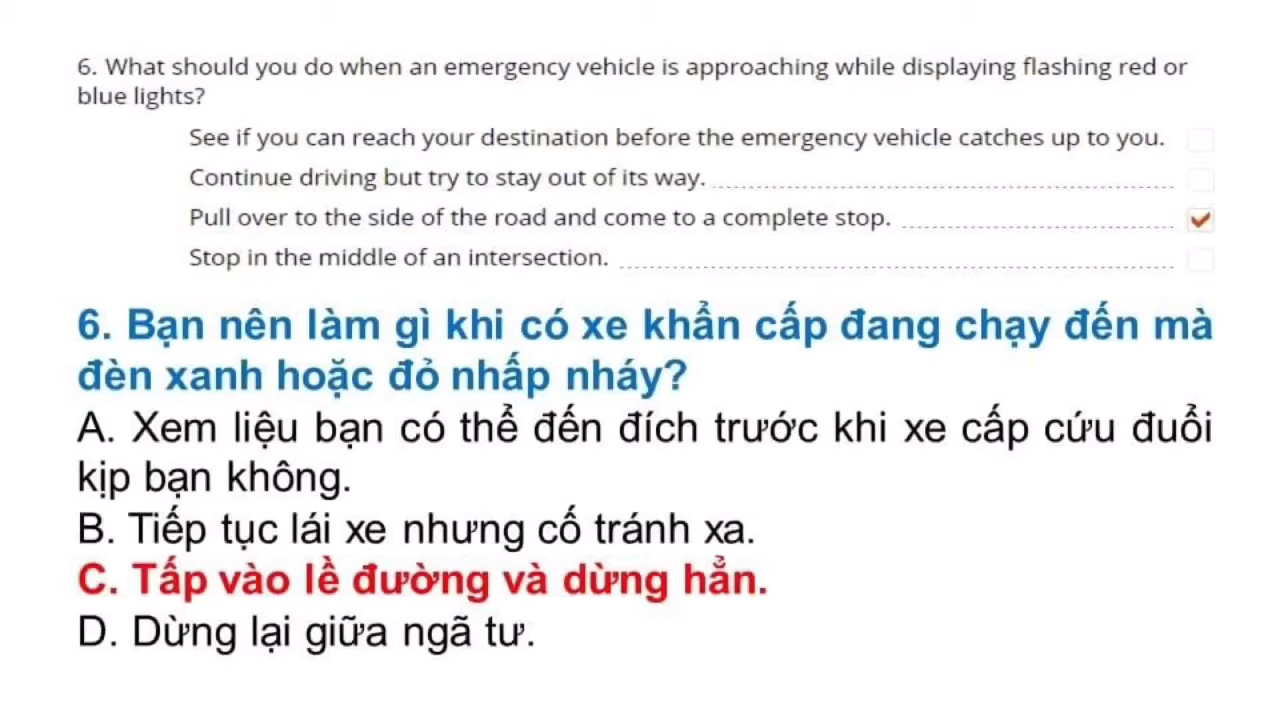 6. What should you do when an emergency vehicle is approaching while displaying flashing red or
blue lights?
See if you can reach your destination before the emergency vehicle catches up to you.
Continue driving but try to stay out of its way.
Pull over to the side of the road and come to a complete stop.
Stop in the middle of an intersection.
6. Bạn nên làm gì khi có xe khẩn cấp đang chạy đến mà
đèn xanh hoặc đỏ nhấp nháy?
A. Xem liệu bạn có thể đến đích trước khi xe cấp cứu đuổi
kịp bạn không.
B. Tiếp tục lái xe nhưng cố tránh xa.
C. Tấp vào lề đường và dừng hẳn.
D. Dừng lại giữa ngã tư.